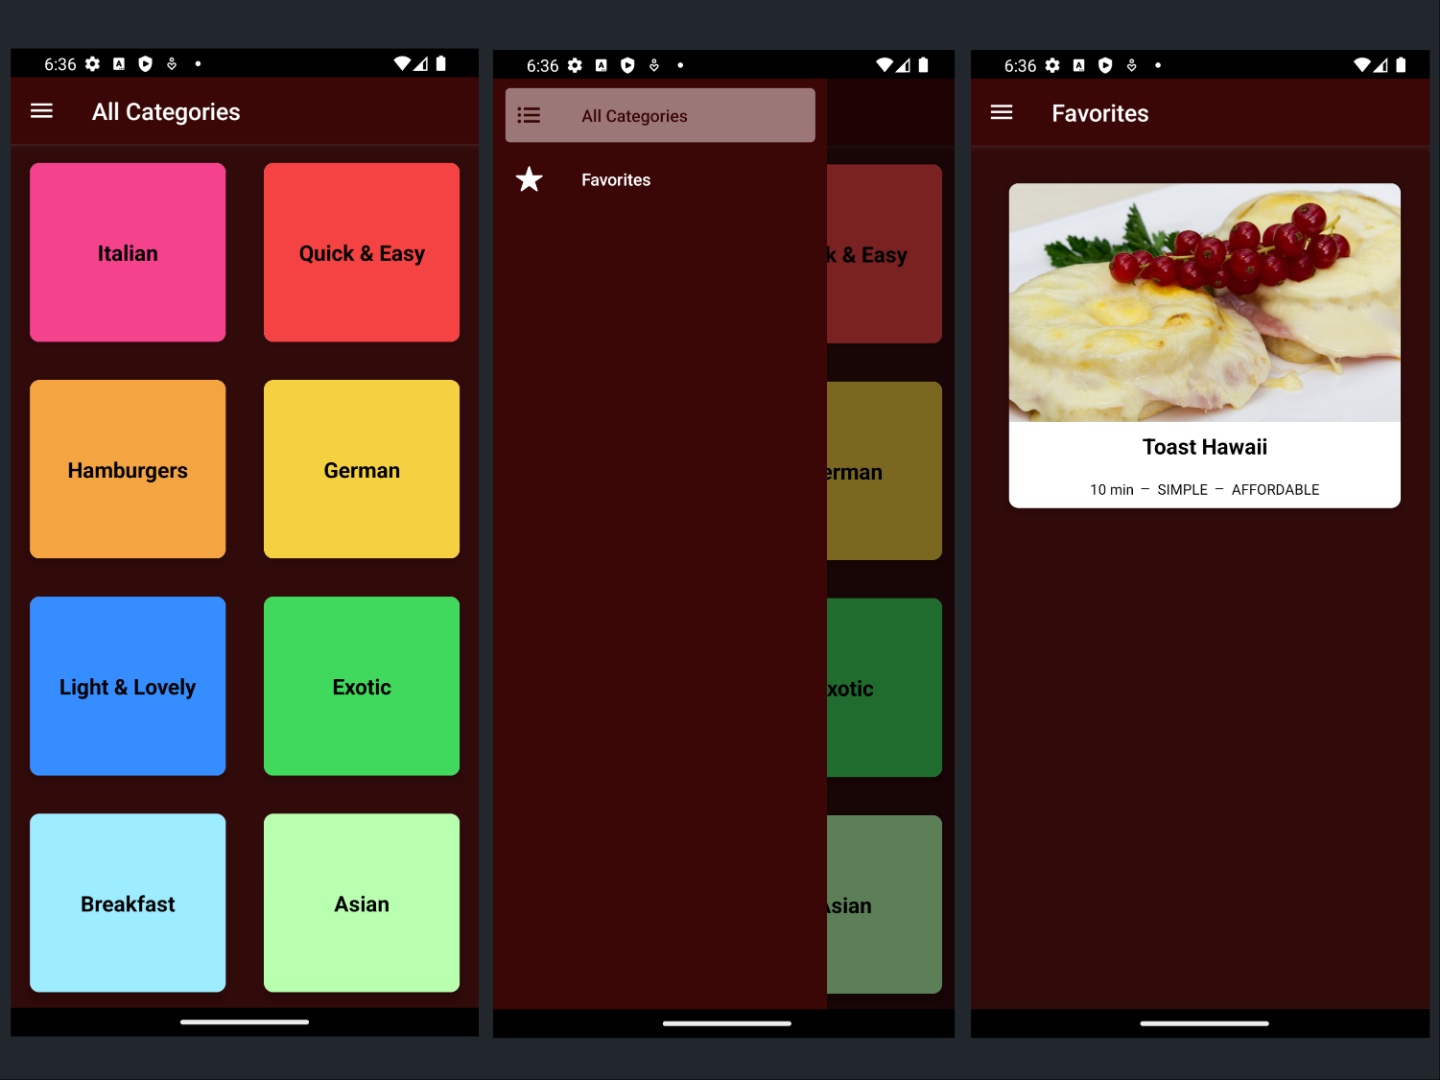 6:36
All Categories
Italian
Quick & Easy
Hamburgers
German
Light & Lovely
Exotic
Breakfast
Asian
6:36
All Categories
Favorites
k & Easy
erman
xotic
Asian
6:36
Favorites
Toast Hawaii
10 min – SIMPLE – AFFORDABLE